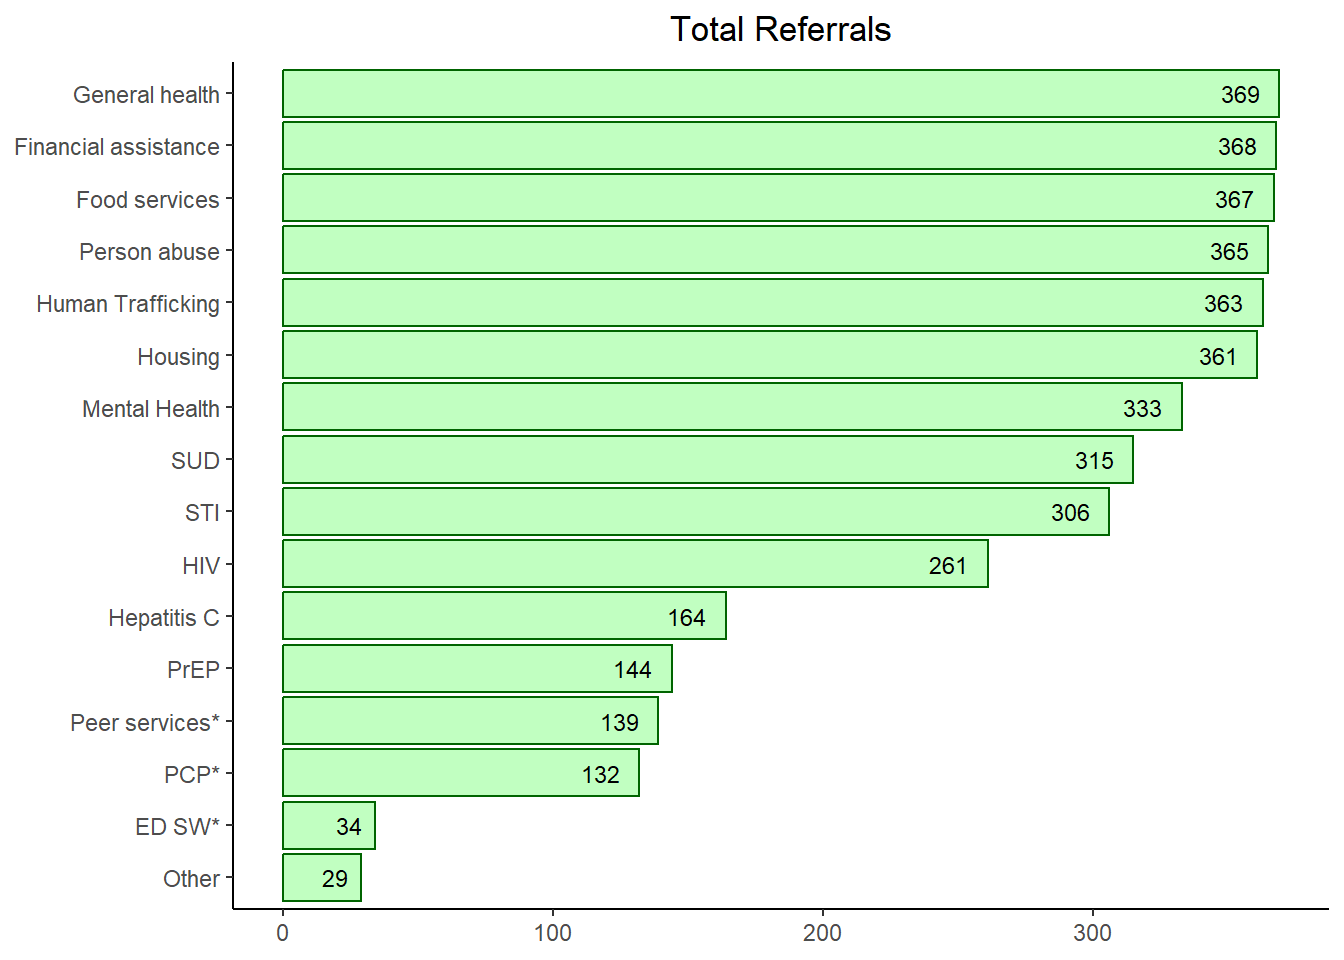 Total Referrals
General health 369
Financial assistance 368
Food services 367
Person abuse 365
Human Trafficking 363
Housing 361
Mental Health 333
SUD 315
STI 306
HIV 261
Hepatitis C 164
PrEP 144
Peer services* 139
PCP* 132
ED SW* 34
Other 29
0 100 200 300